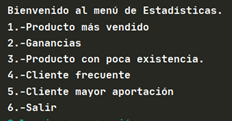 Bienvenido al menú de Estadisticas.
1.-Producto más vendido
2.-Ganancias
3.-Producto con poca existencia.
4.-Cliente frecuente
5.-Cliente mayor aportación
6.-Salir